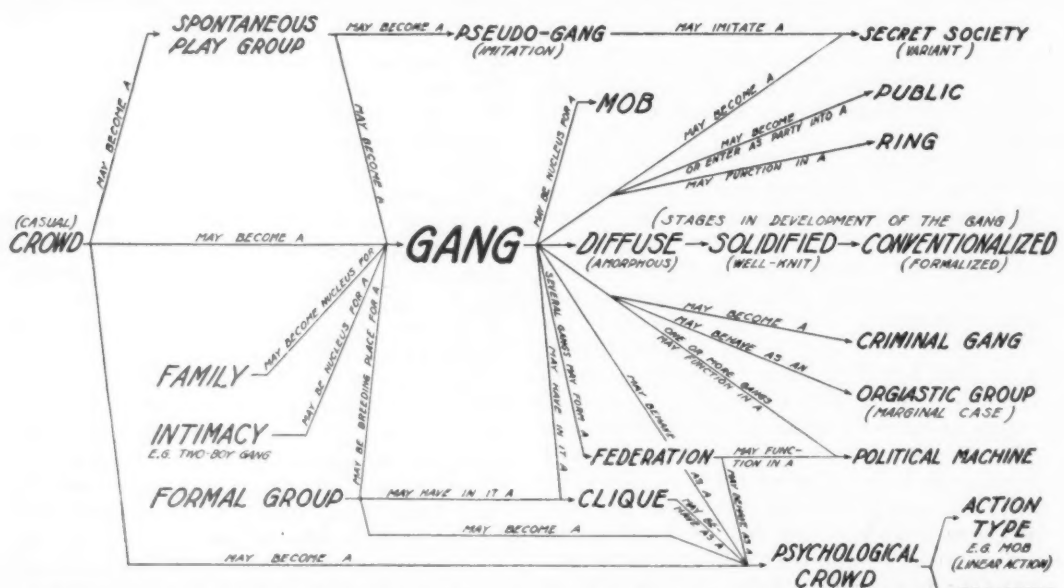 SPONTANEOUS
PLAY GROUP
MAY BECOME A
PSEUDO-GANG
(IMITATION)
MAY IMITATE A
SECRET SOCIETY
(VARIANT)
MAY BECOME A
MAY BECOME A
MAY BE NUCLEUS FOR A
MOB
MAY BECOME A
MAY BECOME
OR ENTER AS PARTY INTO A
PUBLIC
MAY FUNCTION IN A
RING
(CASUAL)
CROWD
MAY BECOME A
GANG
(STAGES IN DEVELOPMENT OF THE GANG)
DIFFUSE
(AMORPHOUS)
SOLIDIFIED
(WELL-KNIT)
CONVENTIONALIZED
(FORMALIZED)
FAMILY
MAY BECOME NUCLEUS FOR
INTIMACY
E.G. TWO-BOY GANG
MAY BE NUCLEUS FOR A
MAY BE BREEDING PLACE FOR A
SEVERAL GANGS MAY FORM A
MAY HAVE IN IT A
MAY BEHAVE
AS A
MAY BECOME A
CRIMINAL GANG
MAY BEHAVE AS AN
ORGIASTIC GROUP
(MARGINAL CASE)
ONE OR MORE GANGS
MAY FUNCTION IN A
FEDERATION
MAY FUNC-
TION IN A
POLITICAL MACHINE
FORMAL GROUP
MAY HAVE IN IT A
CLIQUE
MAY BE-
HAVE AS A
MAY BEHAVE AS A
MAY BECOME A
MAY BECOME A
PSYCHOLOGICAL
CROWD
ACTION
TYPE
E.G. MOB
(LINEAR ACTION)